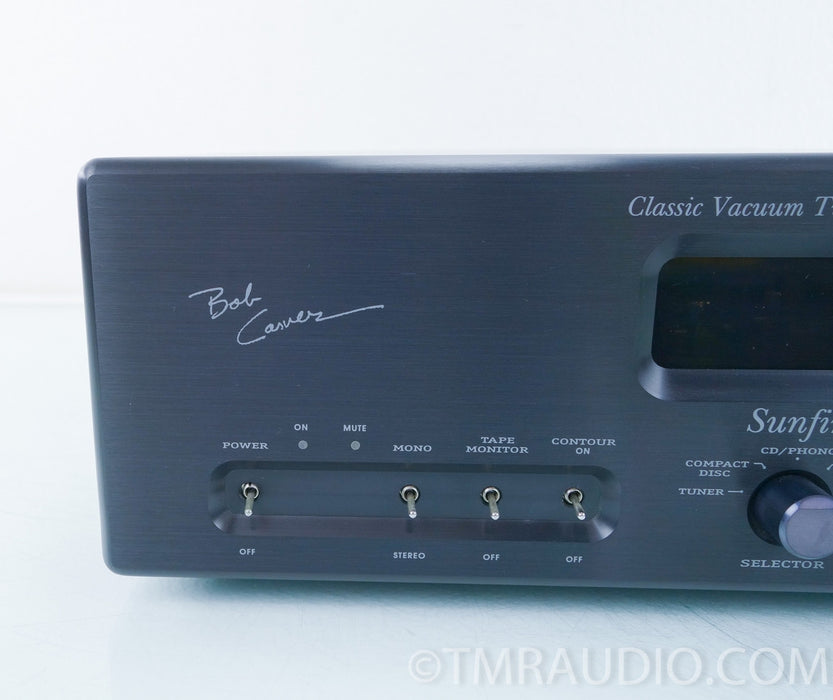 Classic Vacuum T
Bob
Carver
Sunfi
ON
MUTE
POWER
MONO
TAPE
MONITOR
CONTOUR
ON
CD/PHONO
COMPACT
DISC
TUNER
OFF
STEREO
OFF
OFF
SELECTOR
©TMRAUDIO.COM